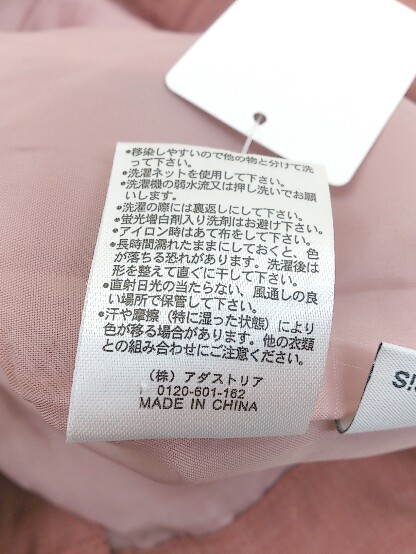 •移染しやすいので他の物と分けて洗
って下さい。
•洗濯ネットを使用して下さい。
•洗濯機の弱水流又は押し洗いでお願
いします。
•洗濯の際には裏返しにして下さい。
•蛍光増白剤入り洗剤はお避け下さい。
•アイロン時はあて布をして下さい。
•長時間濡れたままにしておくと、色
が落ちる恐れがあります。洗濯後は
形を整えて直ぐに干して下さい。
•直射日光の当たらない、風通しの良
い場所で保管して下さい。
•汗や摩擦（特に湿った状態）により
色が移る場合があります。他の衣類
との組み合わせにご注意ください。
（株）アダストリア
0120-601-162
MADE IN CHINA